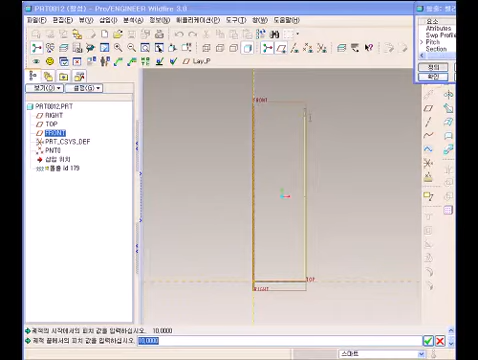 PRT0012 (활성) - Pro/ENGINEER Wildfire 3.0
파일(F) 편집(E) 뷰(V) 삽입(I) 분석(S) 정보(N) 애플리케이션(P) 도구(T) 창(W) 도움말(H)
요소
Attributes
Swp Profile
> Pitch
Section
정의
확인
Lay_P
보기(O) 설정(G)
PRT0012.PRT
RIGHT
TOP
FRONT
PRT_CSYS_DEF
PNT0
삽입 위치
FRONT
TOP
RIGHT
궤적의 시작에서의 피치 값을 입력하십시오. 10.0000
궤적 끝에서의 피치 값을 입력하십시오. 10.0000
스마트